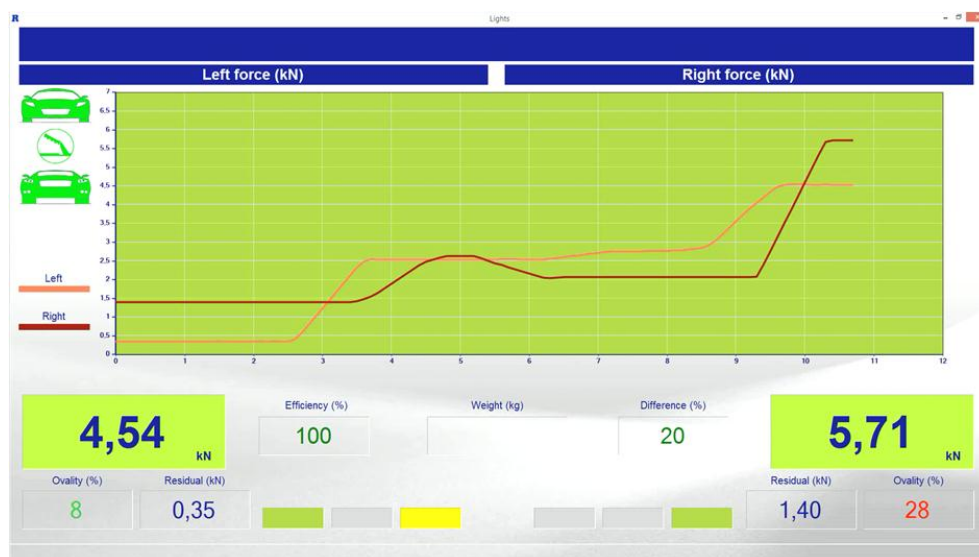 R
Lights
Left force (kN)
Right force (kN)
7
6.5
6
5.5
5
4.5
4
3.5
3
2.5
2
1.5
1
0.5
0
0 1 2 3 4 5 6 7 8 9 10 11 12
Left
Right
4,54 kN
Efficiency (%)
100
Weight (kg)
Difference (%)
20
5,71 kN
Ovality (%)
8
Residual (kN)
0,35
Residual (kN)
1,40
Ovality (%)
28